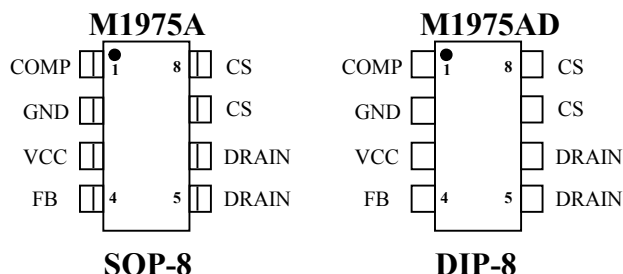 M1975A M1975AD
COMP 1 8 CS COMP 1 8 CS
GND CS GND CS
VCC DRAIN VCC DRAIN
FB 4 5 DRAIN FB 4 5 DRAIN
SOP-8 DIP-8